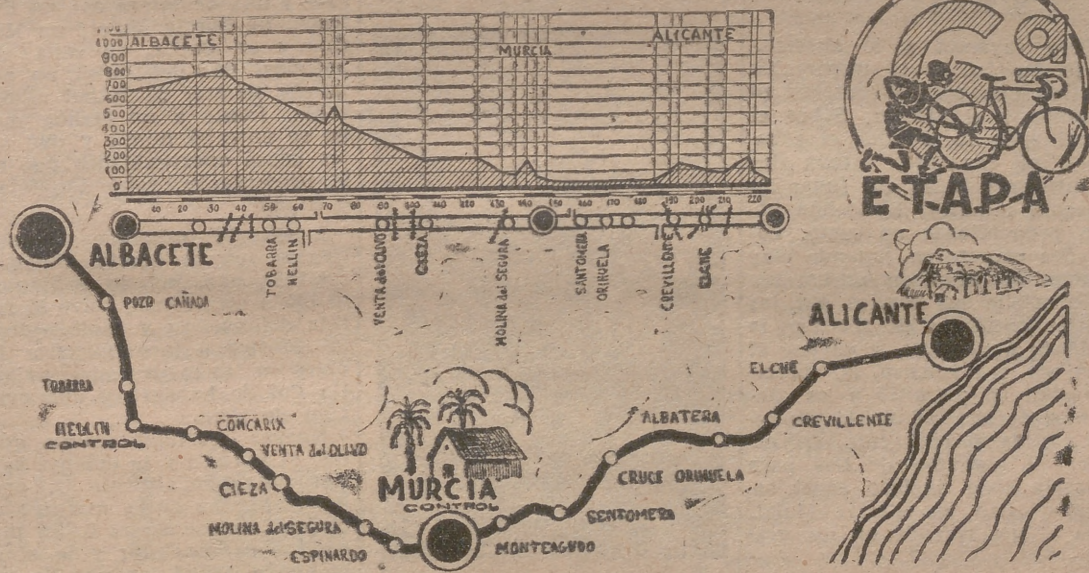 1000
900
800
700
600
500
400
300
200
100
0
ALBACETE
MURCIA
ALICANTE
6a
ETAPA
10 20 30 40 50 60 70 80 90 100 110 120 130 140 150 160 170 180 190 200 210 220
TOBARRA
HELLIN
VENTA del OLIVO
CIEZA
MOLINA del SEGURA
SANTOMERA
ORIHUELA
CREVILLENTE
ELCHE
ALBACETE
POZO CAÑADA
TOBARRA
HELLIN
CONTROL
CONCARIX
VENTA del OLIVO
CIEZA
MOLINA del SEGURA
ESPINARDO
MURCIA
CONTROL
MONTEAGUDO
SENTOMERA
CRUCE ORIHUELA
ALBATERA
CREVILLENTE
ELCHE
ALICANTE